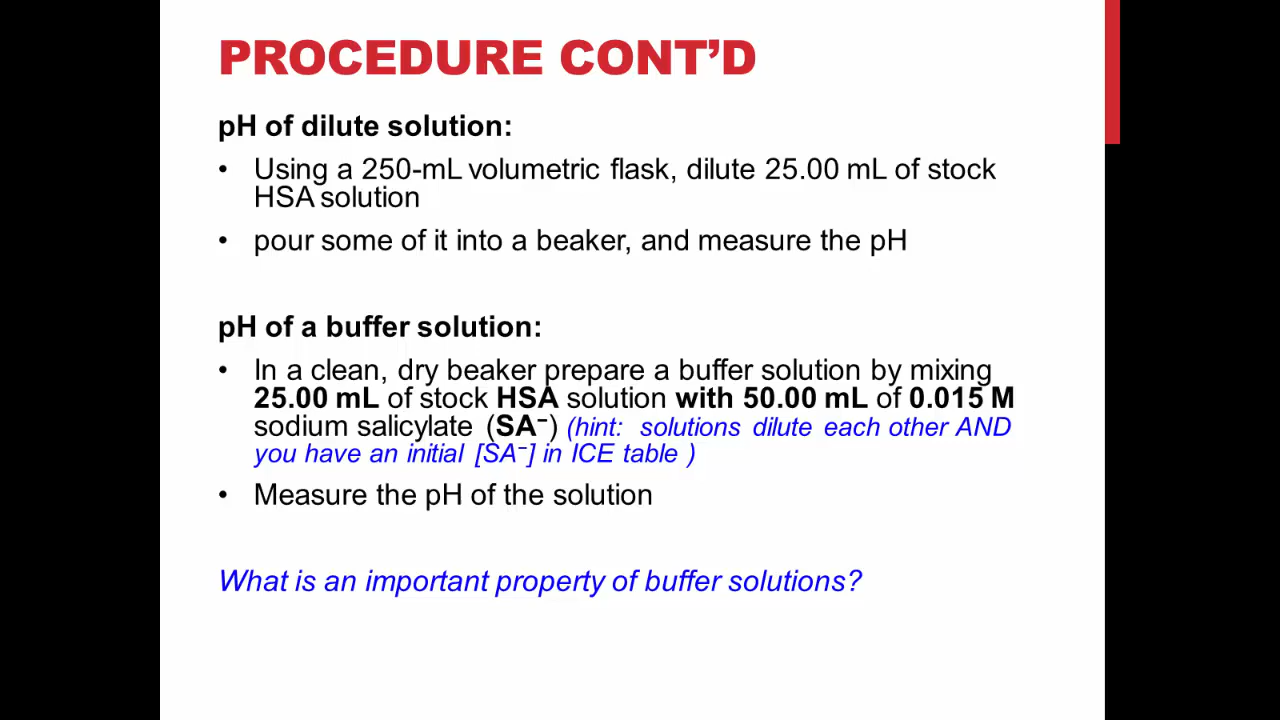 PROCEDURE CONT’D
pH of dilute solution:
• Using a 250-mL volumetric flask, dilute 25.00 mL of stock
HSA solution
• pour some of it into a beaker, and measure the pH
pH of a buffer solution:
• In a clean, dry beaker prepare a buffer solution by mixing
25.00 mL of stock HSA solution with 50.00 mL of 0.015 M
sodium salicylate (SA⁻) (hint: solutions dilute each other AND
you have an initial [SA⁻] in ICE table )
• Measure the pH of the solution
What is an important property of buffer solutions?